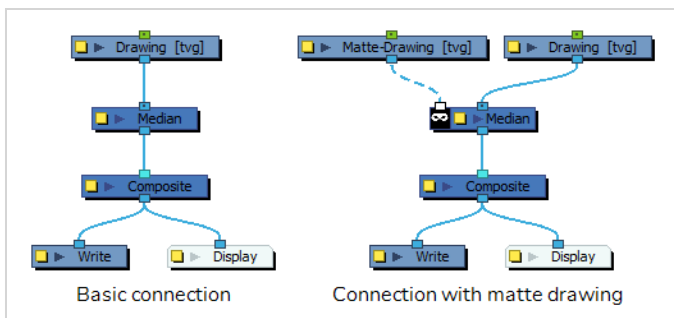 Drawing [tvg]
Median
Composite
Write
Display
Basic connection
Matte-Drawing [tvg]
Drawing [tvg]
Median
Composite
Write
Display
Connection with matte drawing